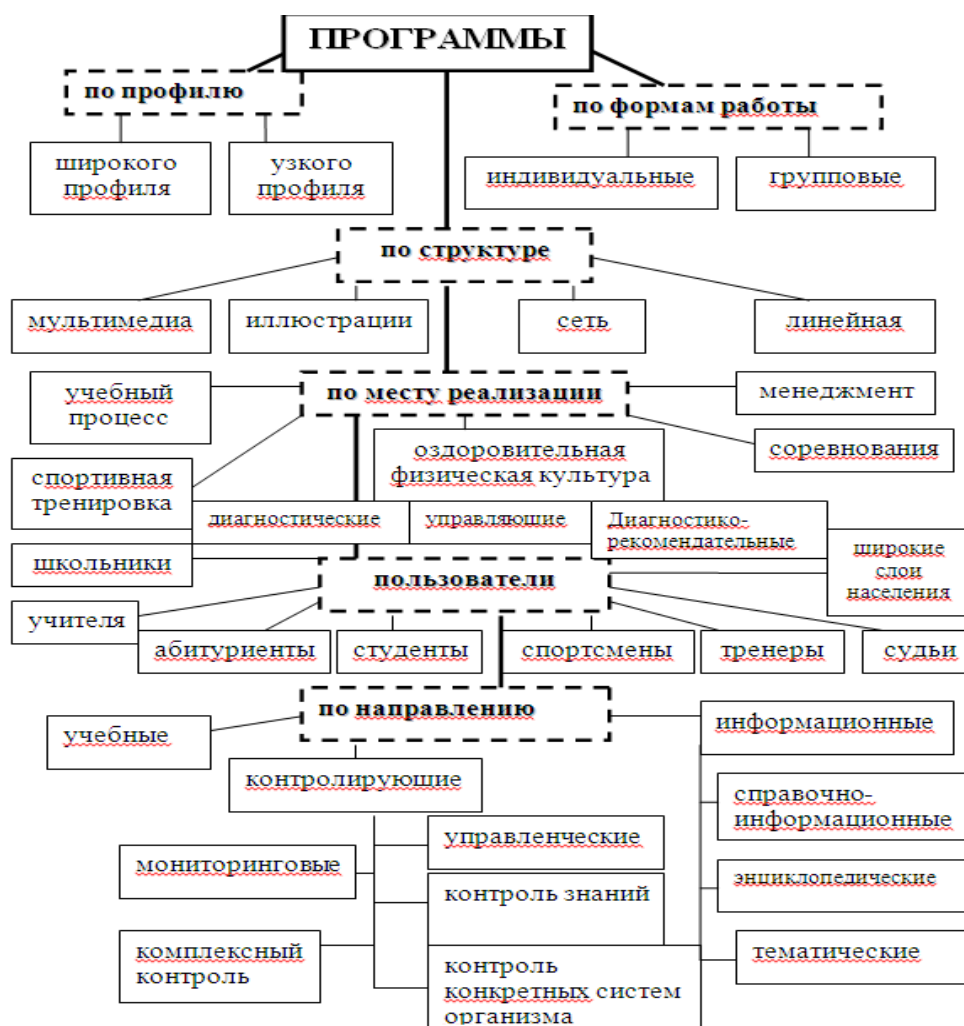 ПРОГРАММЫ
по профилю
по формам работы
широкого
профиля
узкого
профиля
индивидуальные
групповые
по структуре
мультимедиа
иллюстрации
сеть
линейная
учебный
процесс
по месту реализации
менеджмент
оздоровительная
физическая культура
соревнования
спортивная
тренировка
диагностические
управляюшие
Диагностико-
рекомендательные
школьники
пользователи
широкие
слои
населения
учителя
абитуриенты
студенты
спортсмены
тренеры
судьи
по направлению
учебные
информационные
контролирующие
справочно-
информационные
управленческие
мониторинговые
энциклопедические
контроль знаний
комплексный
контроль
тематические
контроль
конкретных систем
организма